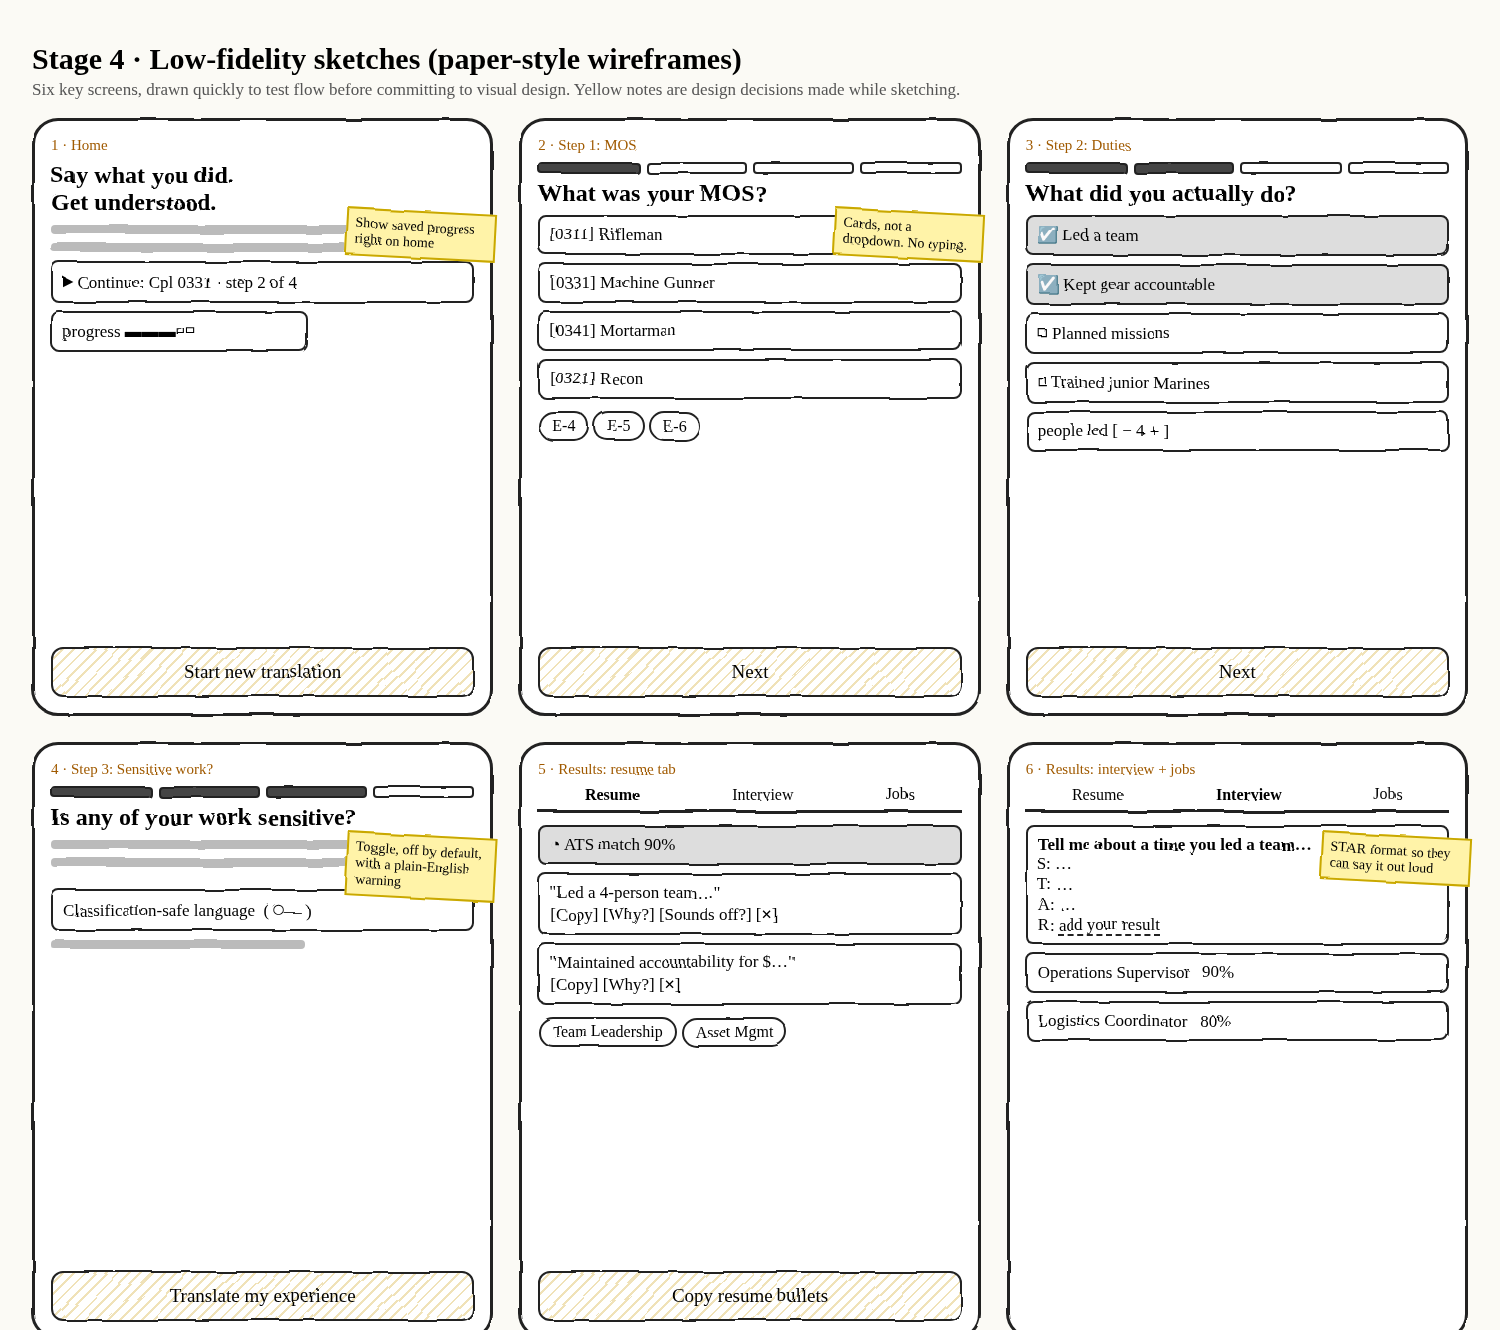 Stage 4 · Low-fidelity sketches (paper-style wireframes)
Six key screens, drawn quickly to test flow before committing to visual design. Yellow notes are design decisions made while sketching.
1 · Home
Say what you did.
Get understood.
Show saved progress
right on home
▶ Continue: Cpl 0331 · step 2 of 4
progress ▬▬▬▭▭
Start new translation
2 · Step 1: MOS
What was your MOS?
Cards, not a
dropdown. No typing.
[0311] Rifleman
[0331] Machine Gunner
[0341] Mortarman
[0321] Recon
E-4 E-5 E-6
Next
3 · Step 2: Duties
What did you actually do?
☑ Led a team
☑ Kept gear accountable
☐ Planned missions
☐ Trained junior Marines
people led [ − 4 + ]
Next
4 · Step 3: Sensitive work?
Is any of your work sensitive?
Toggle, off by default,
with a plain-English
warning
Classification-safe language ( ○— )
Translate my experience
5 · Results: resume tab
Resume Interview Jobs
ATS match 90%
"Led a 4-person team…"
[Copy] [Why?] [Sounds off?] [×]
"Maintained accountability for $…"
[Copy] [Why?] [×]
Team Leadership Asset Mgmt
Copy resume bullets
6 · Results: interview + jobs
Resume Interview Jobs
Tell me about a time you led a team…
S: …
T: …
A: …
R: add your result
STAR format so they
can say it out loud
Operations Supervisor 90%
Logistics Coordinator 80%